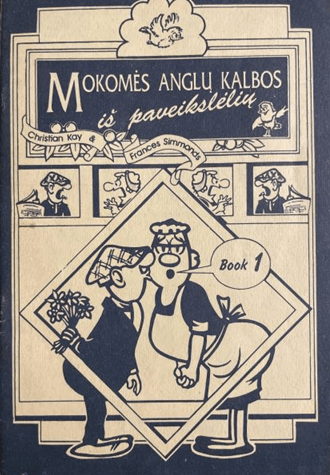 MOKOMĖS ANGLŲ KALBOS
iš paveikslėlių
Christian Kay &
Frances Simmonds
Book 1